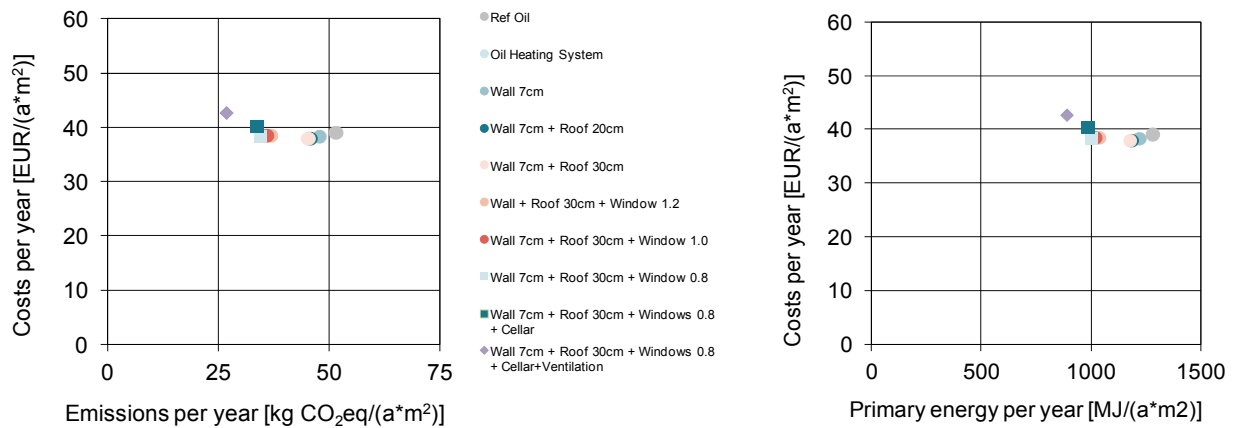 Costs per year [EUR/(a*m²)]
60
50
40
30
20
10
0
0
25
50
75
Emissions per year [kg CO₂eq/(a*m²)]
Ref Oil
Oil Heating System
Wall 7cm
Wall 7cm + Roof 20cm
Wall 7cm + Roof 30cm
Wall + Roof 30cm + Window 1.2
Wall 7cm + Roof 30cm + Window 1.0
Wall 7cm + Roof 30cm + Window 0.8
Wall 7cm + Roof 30cm + Windows 0.8
+ Cellar
Wall 7cm + Roof 30cm + Windows 0.8
+ Cellar+Ventilation
Costs per year [EUR/(a*m²)]
60
50
40
30
20
10
0
0
500
1000
1500
Primary energy per year [MJ/(a*m2)]